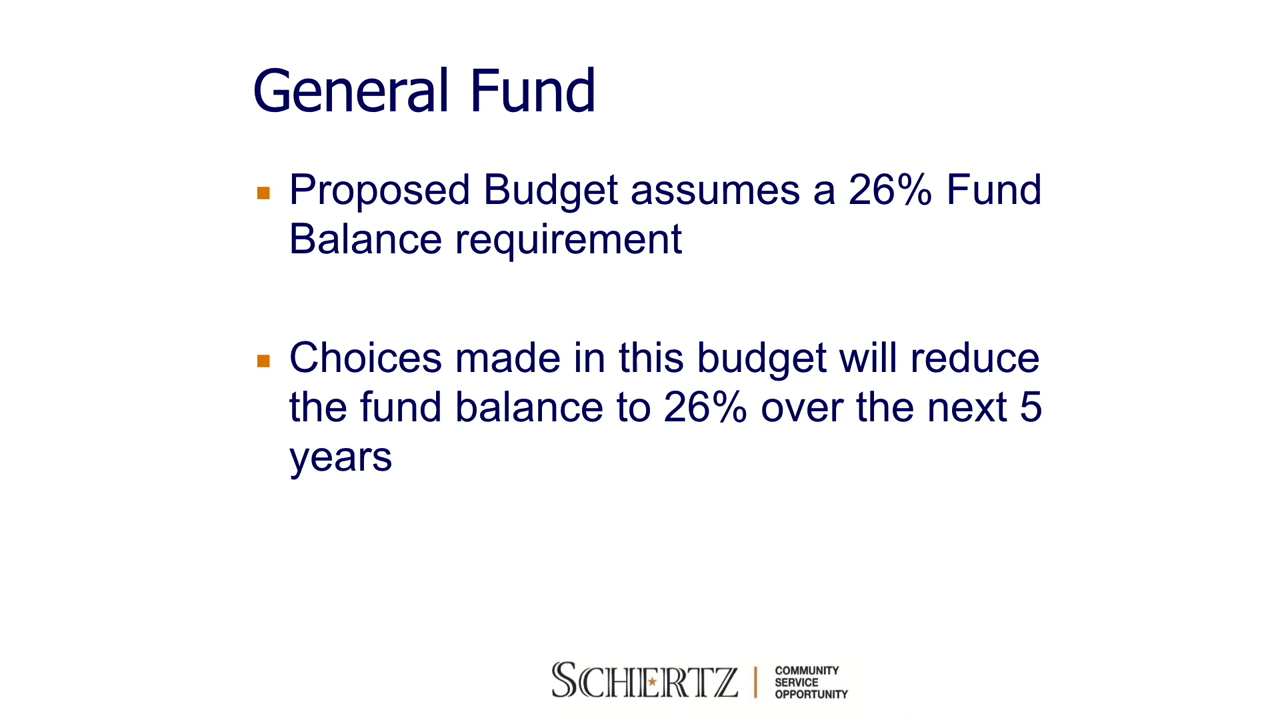 General Fund
Proposed Budget assumes a 26% Fund
Balance requirement
Choices made in this budget will reduce
the fund balance to 26% over the next 5
years
SCHERTZ
COMMUNITY
SERVICE
OPPORTUNITY